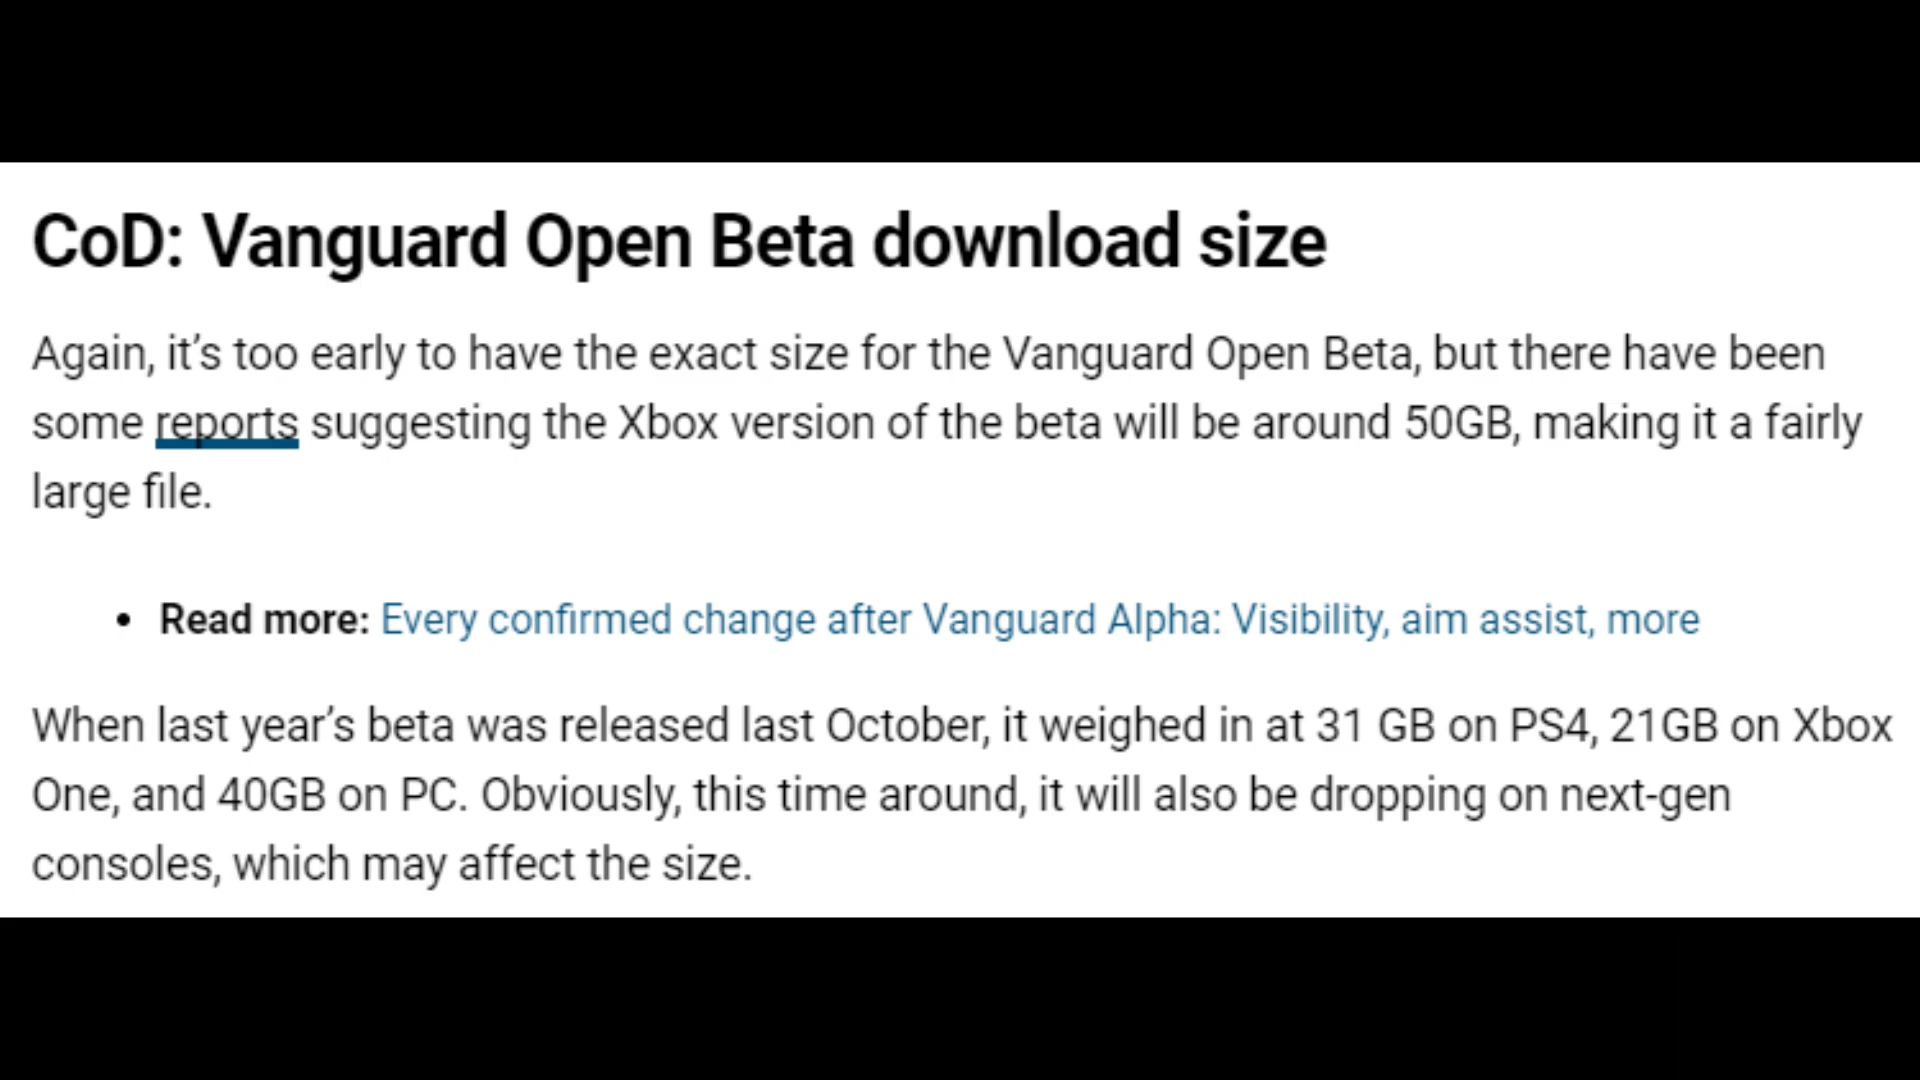 CoD: Vanguard Open Beta download size
Again, it’s too early to have the exact size for the Vanguard Open Beta, but there have been
some reports suggesting the Xbox version of the beta will be around 50GB, making it a fairly
large file.
• Read more: Every confirmed change after Vanguard Alpha: Visibility, aim assist, more
When last year’s beta was released last October, it weighed in at 31 GB on PS4, 21GB on Xbox
One, and 40GB on PC. Obviously, this time around, it will also be dropping on next-gen
consoles, which may affect the size.